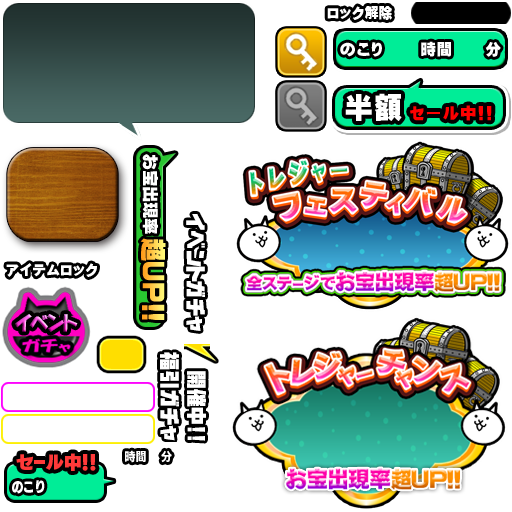 ロック解除
のこり 時間 分
半額 セール中!!
お宝出現率
超UP!!
イベントガチャ
トレジャー
フェスティバル
全ステージでお宝出現率超UP!!
アイテムロック
イベント
ガチャ
開催中!!
福引ガチャ
トレジャーチャンス
時間 分
セール中!!
のこり
お宝出現率超UP!!